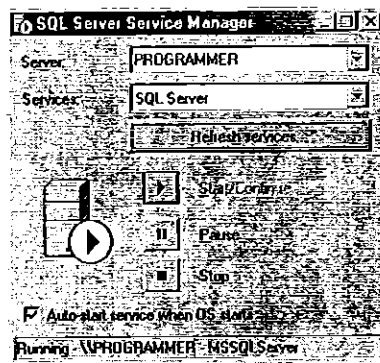 SQL Server Service Manager
Server: PROGRAMMER
Services: SQL Server
Refresh services...
Start/Continue
Pause
Stop
Auto-start service when OS starts
Running - \\PROGRAMMER - MSSQLServer